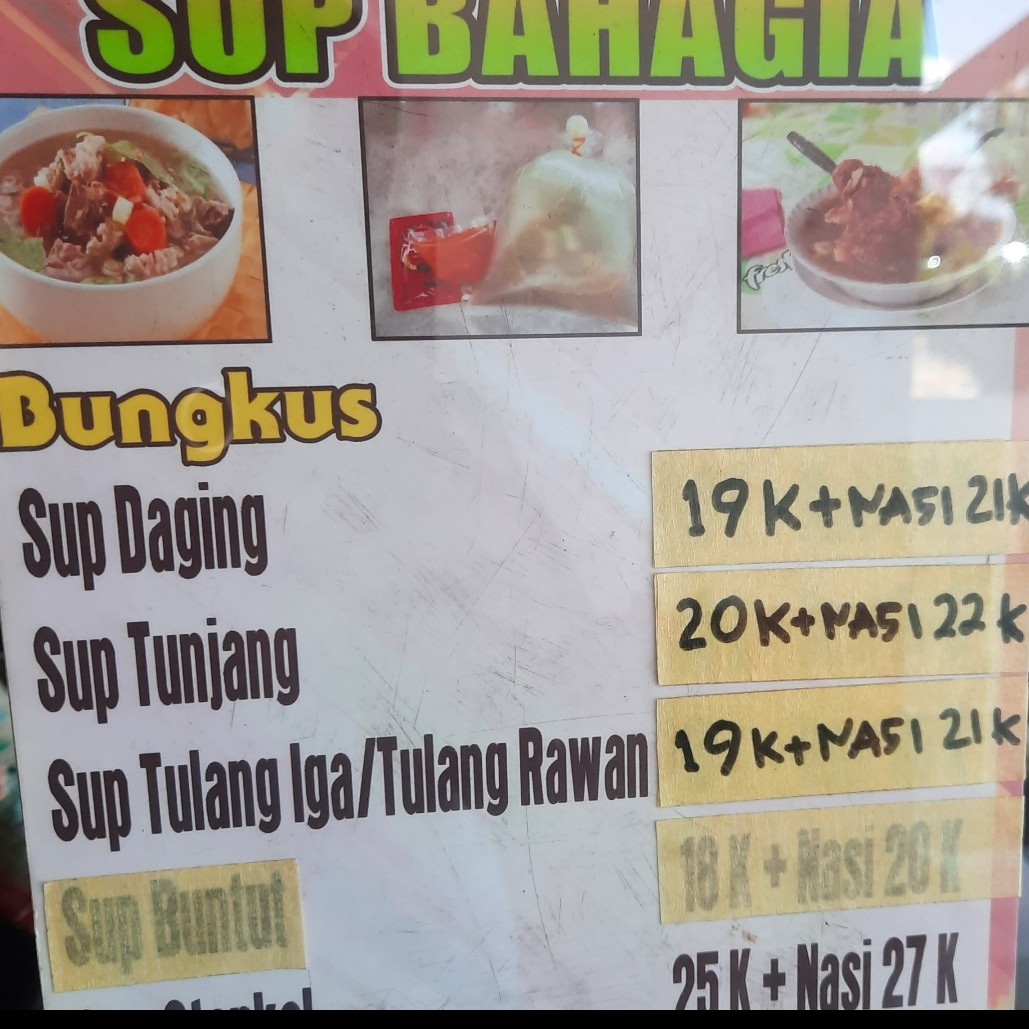 SUP BAHAGIA
fresh
Bungkus
Sup Daging 19K+NASI 21K
Sup Tunjang 20K+NASI 22K
Sup Tulang Iga/Tulang Rawan 19K+NASI 21K
Sup Buntut 18 K + Nasi 20 K
25 K + Nasi 27 K